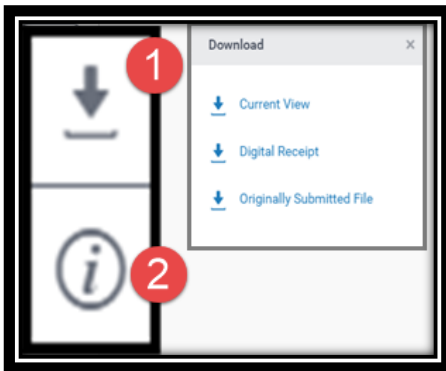 1
Download ×
Current View
Digital Receipt
Originally Submitted File
i
2